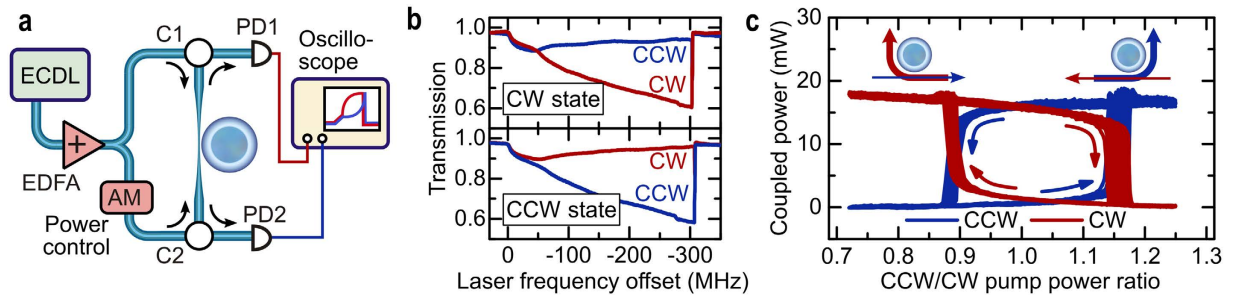 a
ECDL
EDFA
+
AM
Power
control
C1
C2
PD1
PD2
Oscillo-
scope
b
Transmission
1.0
0.8
0.6
CCW
CW
CW state
1.0
0.8
0.6
CW
CCW
CCW state
0 -100 -200 -300
Laser frequency offset (MHz)
c
Coupled power (mW)
30
20
10
0
CCW CW
0.7 0.8 0.9 1.0 1.1 1.2 1.3
CCW/CW pump power ratio